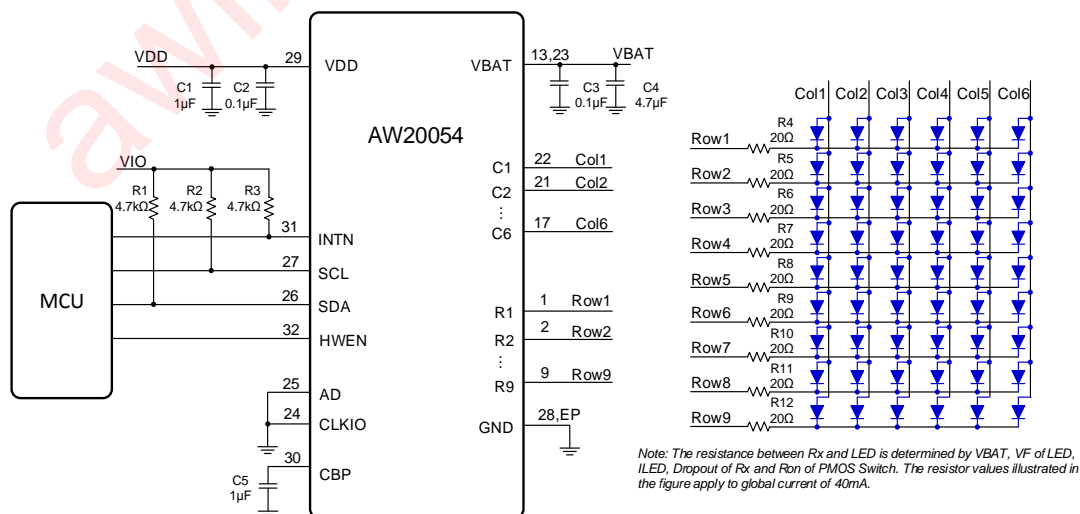 VDD
29
VDD
C1
1µF
C2
0.1µF
VBAT
13,23
VBAT
C3
0.1µF
C4
4.7µF
AW20054
VIO
R1
4.7kΩ
R2
4.7kΩ
R3
4.7kΩ
MCU
31
INTN
27
SCL
26
SDA
32
HWEN
25
AD
24
CLKIO
30
CBP
C5
1µF
C1
22
Col1
C2
21
Col2
⋮
C6
17
Col6
R1
1
Row1
R2
2
Row2
⋮
R9
9
Row9
GND
28,EP
Col1 Col2 Col3 Col4 Col5 Col6
Row1
R4
20Ω
Row2
R5
20Ω
Row3
R6
20Ω
Row4
R7
20Ω
Row5
R8
20Ω
Row6
R9
20Ω
Row7
R10
20Ω
Row8
R11
20Ω
Row9
R12
20Ω
Note: The resistance between Rx and LED is determined by VBAT, VF of LED,
ILED, Dropout of Rx and Ron of PMOS Switch. The resistor values illustrated in
the figure apply to global current of 40mA.
aw